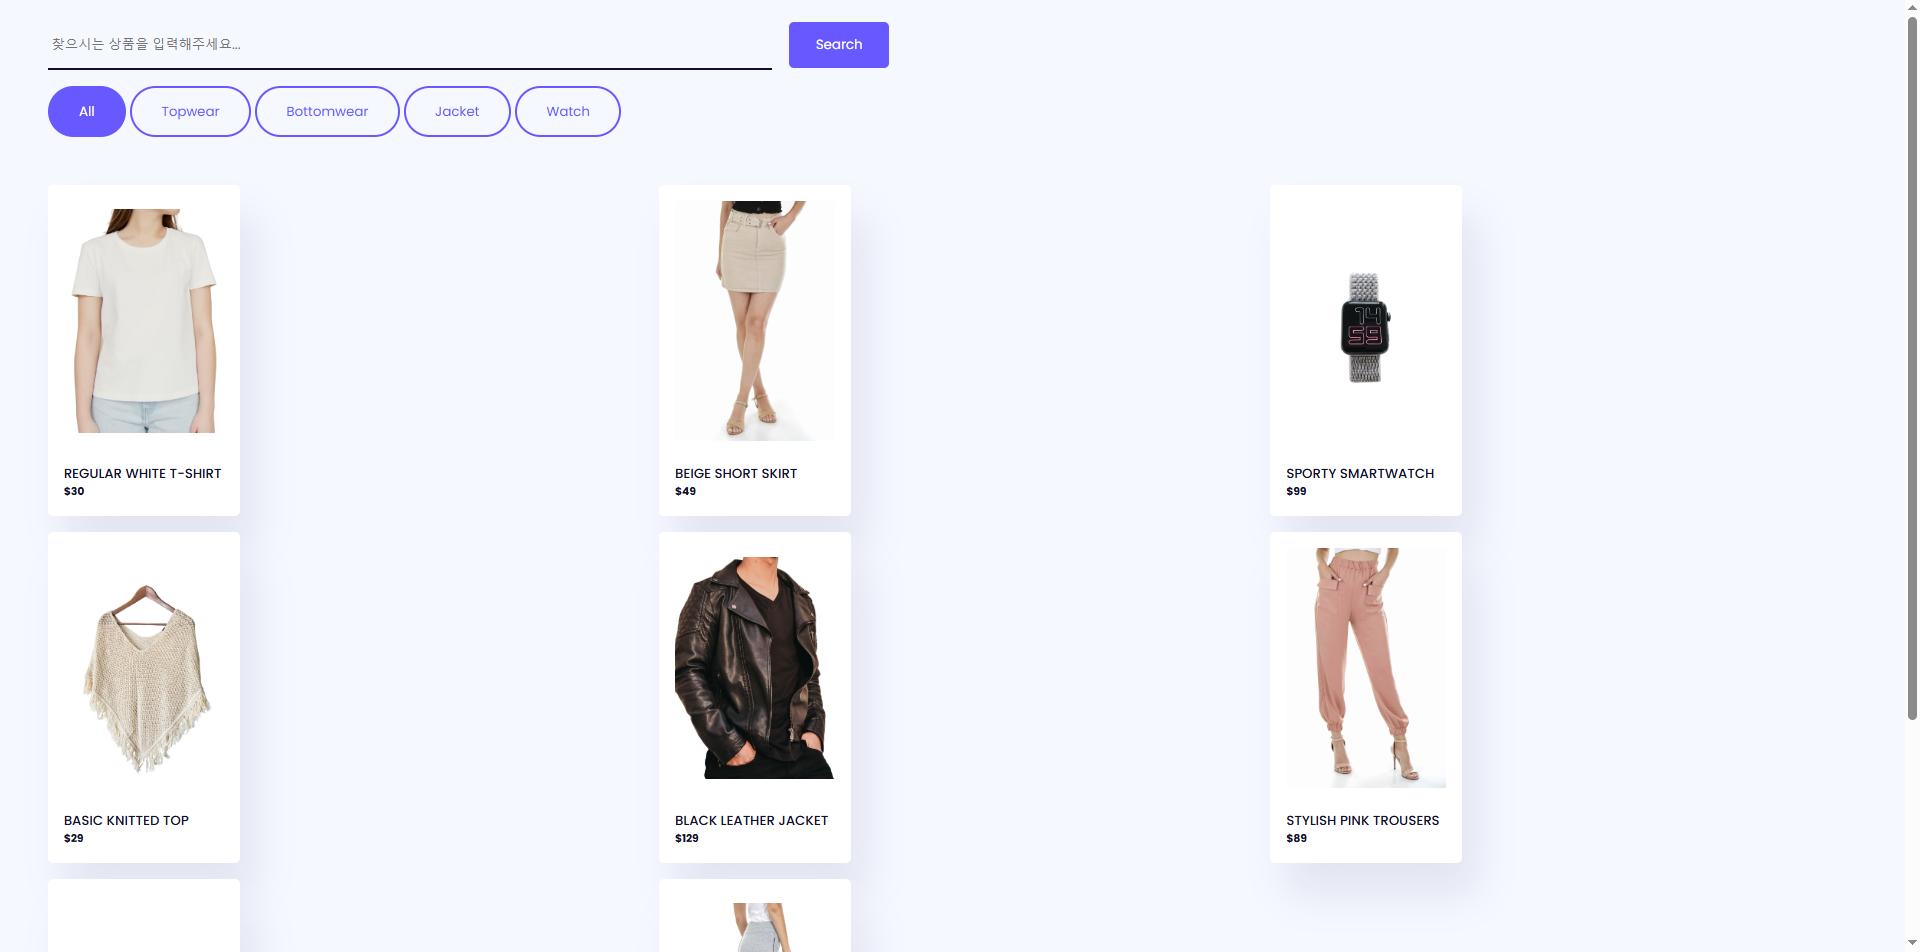 찾으시는 상품을 입력해주세요...
Search
All
Topwear
Bottomwear
Jacket
Watch
14
59
REGULAR WHITE T-SHIRT
$30
BEIGE SHORT SKIRT
$49
SPORTY SMARTWATCH
$99
BASIC KNITTED TOP
$29
BLACK LEATHER JACKET
$129
STYLISH PINK TROUSERS
$89